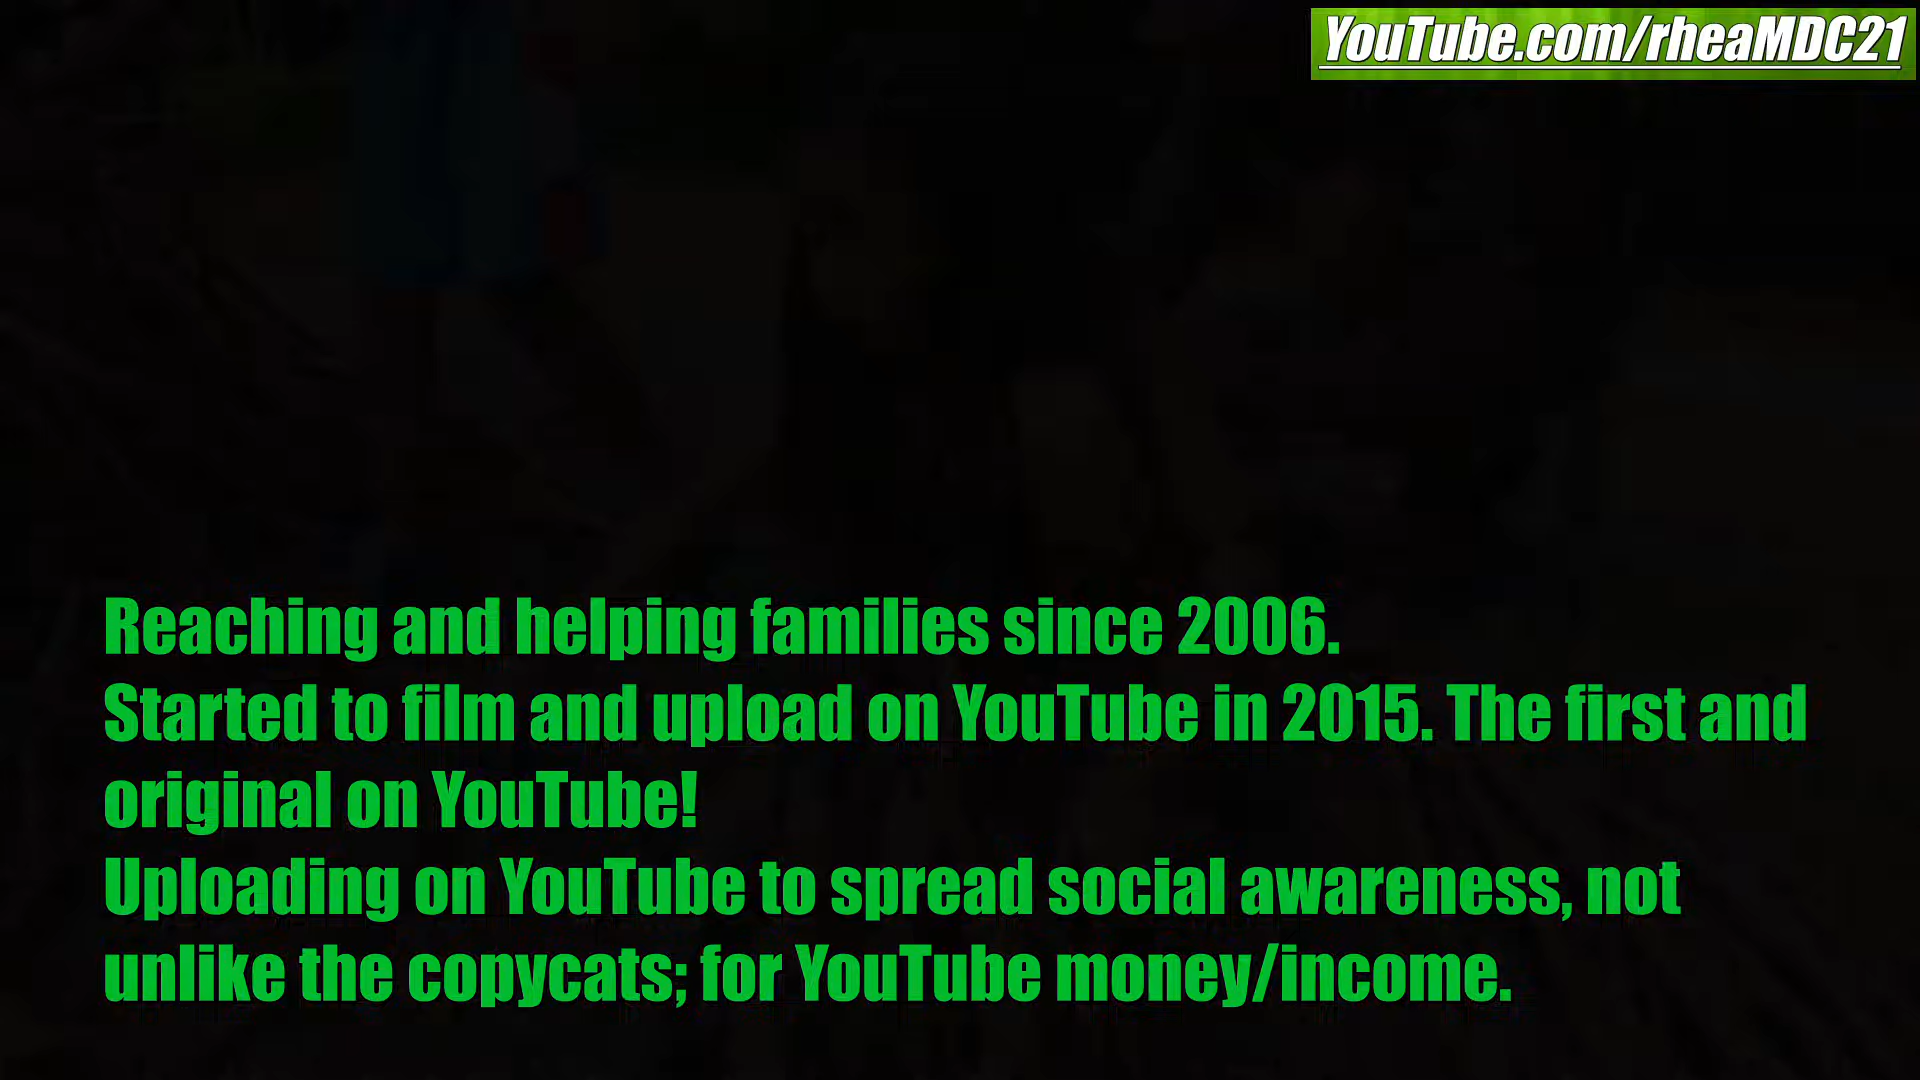 YouTube.com/rheaMDC21
Reaching and helping families since 2006.
Started to film and upload on YouTube in 2015. The first and
original on YouTube!
Uploading on YouTube to spread social awareness, not
unlike the copycats; for YouTube money/income.